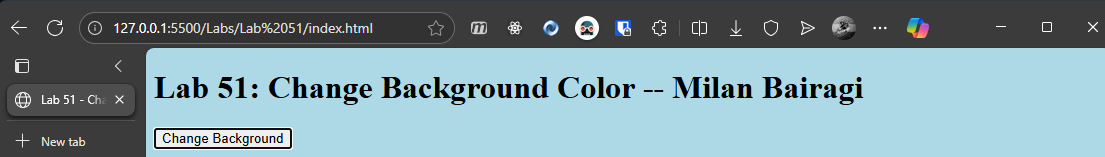 127.0.0.1:5500/Labs/Lab%2051/index.html
Lab 51: Change Background Color -- Milan Bairagi
Lab 51 - Cha
Change Background
New tab